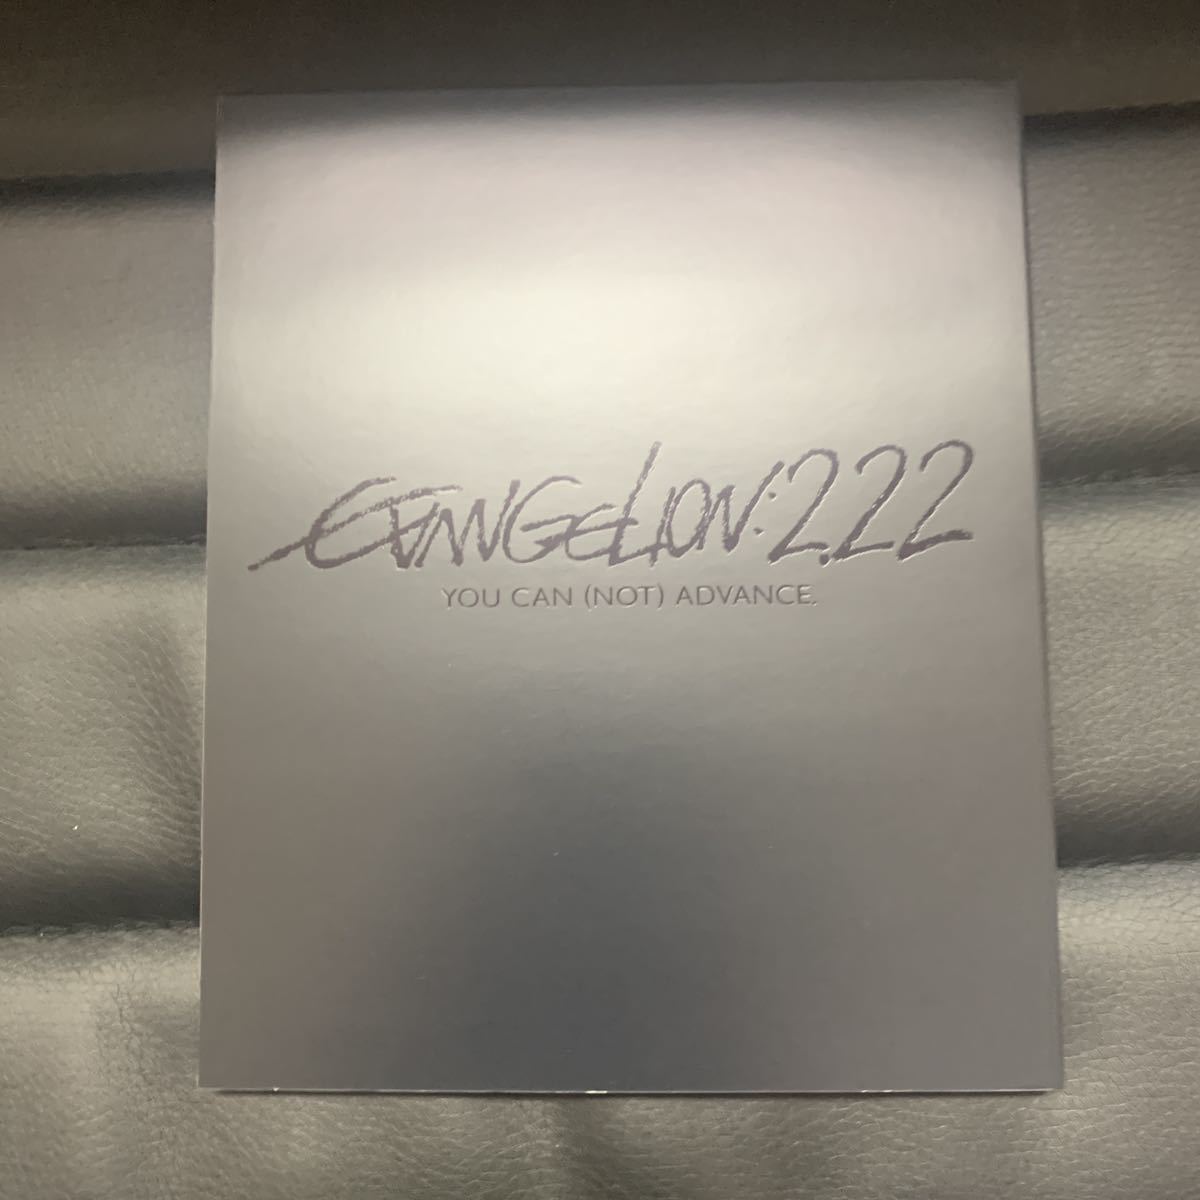 EVANGELION:2.22
YOU CAN (NOT) ADVANCE.